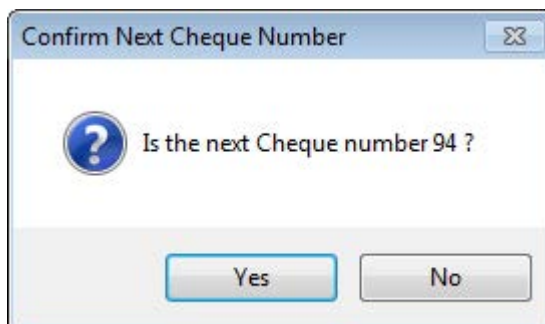 Confirm Next Cheque Number
Is the next Cheque number 94 ?
Yes No